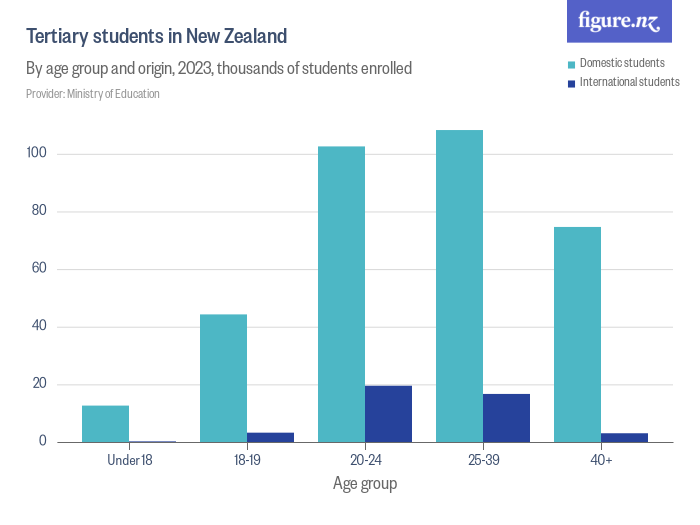 figure.nz
Tertiary students in New Zealand
By age group and origin, 2023, thousands of students enrolled
Provider: Ministry of Education
Domestic students
International students
100
80
60
40
20
0
Under 18
18-19
20-24
25-39
40+
Age group